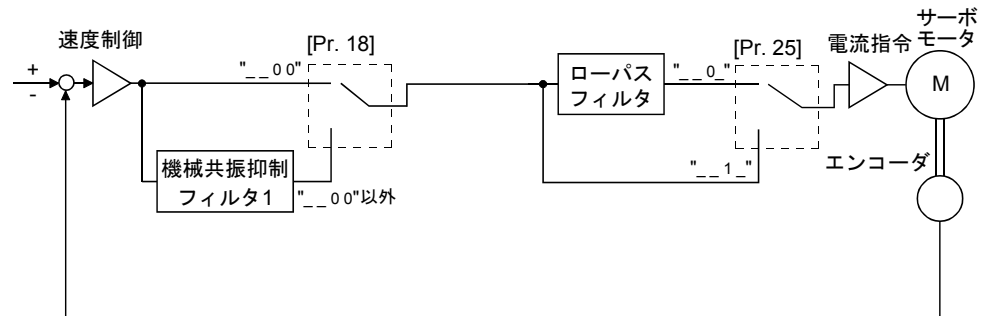 速度制御
[Pr. 18]
[Pr. 25]
電流指令
サーボ
モータ
+
-
"_ _ 0 0"
ローパス
フィルタ
"_ _ 0 _"
M
機械共振抑制
フィルタ1
"_ _ 0 0"以外
"_ _ 1 _"
エンコーダ